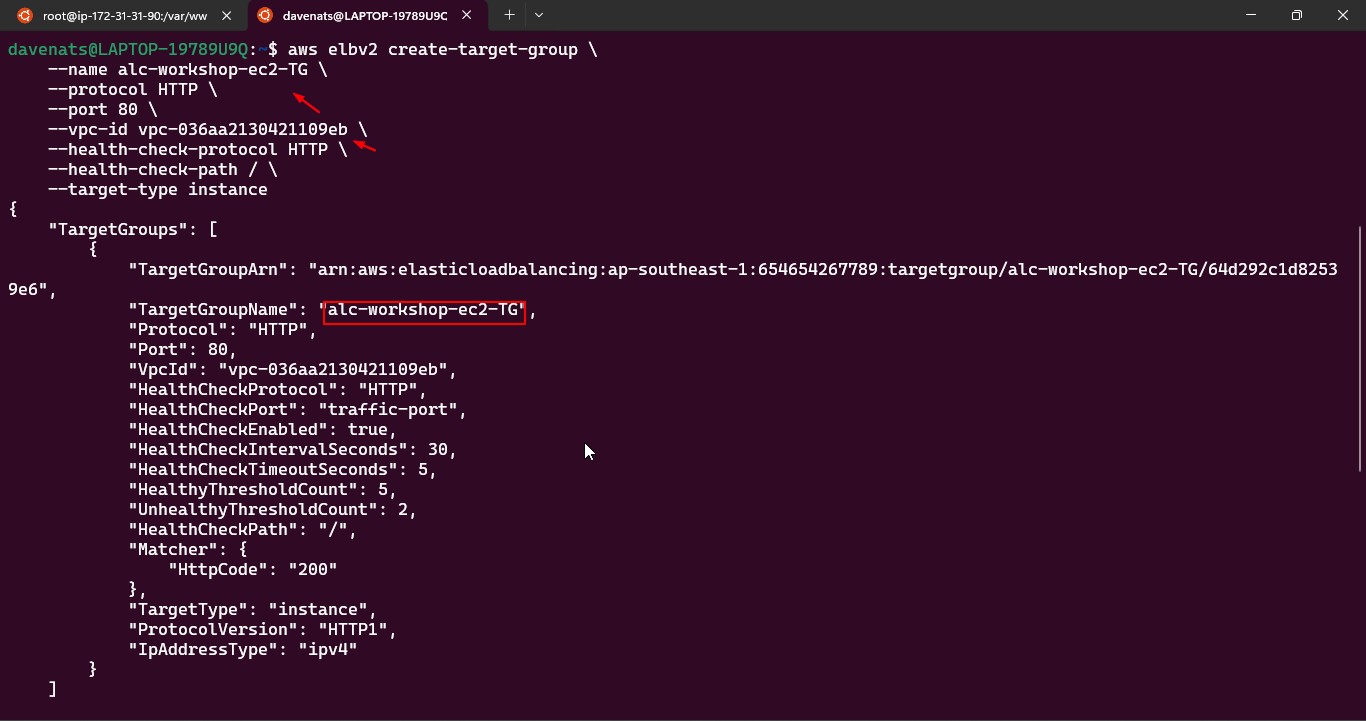 root@ip-172-31-31-90:/var/ww
davenats@LAPTOP-19789U9Q
davenats@LAPTOP-19789U9Q:~$ aws elbv2 create-target-group \
    --name alc-workshop-ec2-TG \
    --protocol HTTP \
    --port 80 \
    --vpc-id vpc-036aa2130421109eb \
    --health-check-protocol HTTP \
    --health-check-path / \
    --target-type instance
{
    "TargetGroups": [
        {
            "TargetGroupArn": "arn:aws:elasticloadbalancing:ap-southeast-1:654654267789:targetgroup/alc-workshop-ec2-TG/64d292c1d8253
9e6",
            "TargetGroupName": "alc-workshop-ec2-TG",
            "Protocol": "HTTP",
            "Port": 80,
            "VpcId": "vpc-036aa2130421109eb",
            "HealthCheckProtocol": "HTTP",
            "HealthCheckPort": "traffic-port",
            "HealthCheckEnabled": true,
            "HealthCheckIntervalSeconds": 30,
            "HealthCheckTimeoutSeconds": 5,
            "HealthyThresholdCount": 5,
            "UnhealthyThresholdCount": 2,
            "HealthCheckPath": "/",
            "Matcher": {
                "HttpCode": "200"
            },
            "TargetType": "instance",
            "ProtocolVersion": "HTTP1",
            "IpAddressType": "ipv4"
        }
    ]